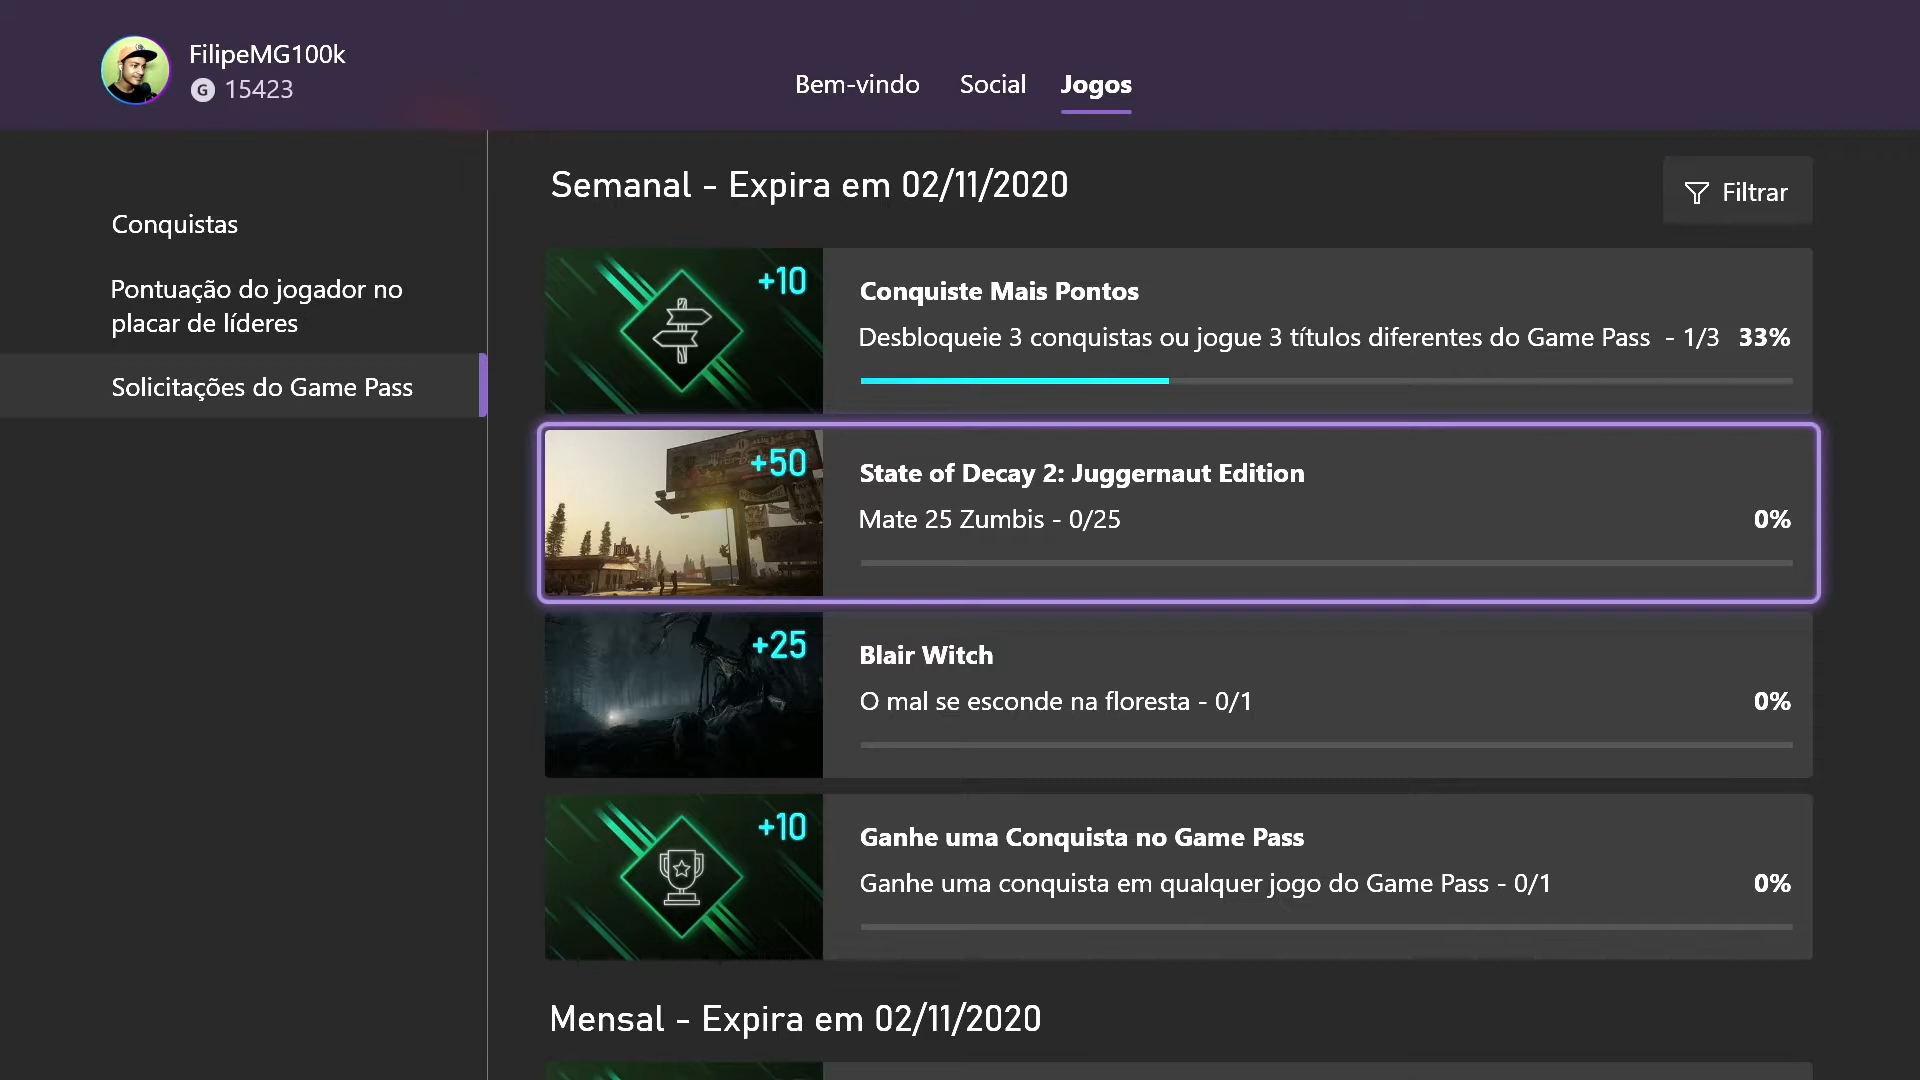 FilipeMG100k
G 15423
Bem-vindo
Social
Jogos
Conquistas
Pontuação do jogador no
placar de líderes
Solicitações do Game Pass
Semanal - Expira em 02/11/2020
Filtrar
+10
Conquiste Mais Pontos
Desbloqueie 3 conquistas ou jogue 3 títulos diferentes do Game Pass - 1/3 33%
+50
State of Decay 2: Juggernaut Edition
Mate 25 Zumbis - 0/25 0%
BBQ
+25
Blair Witch
O mal se esconde na floresta - 0/1 0%
+10
Ganhe uma Conquista no Game Pass
Ganhe uma conquista em qualquer jogo do Game Pass - 0/1 0%
Mensal - Expira em 02/11/2020